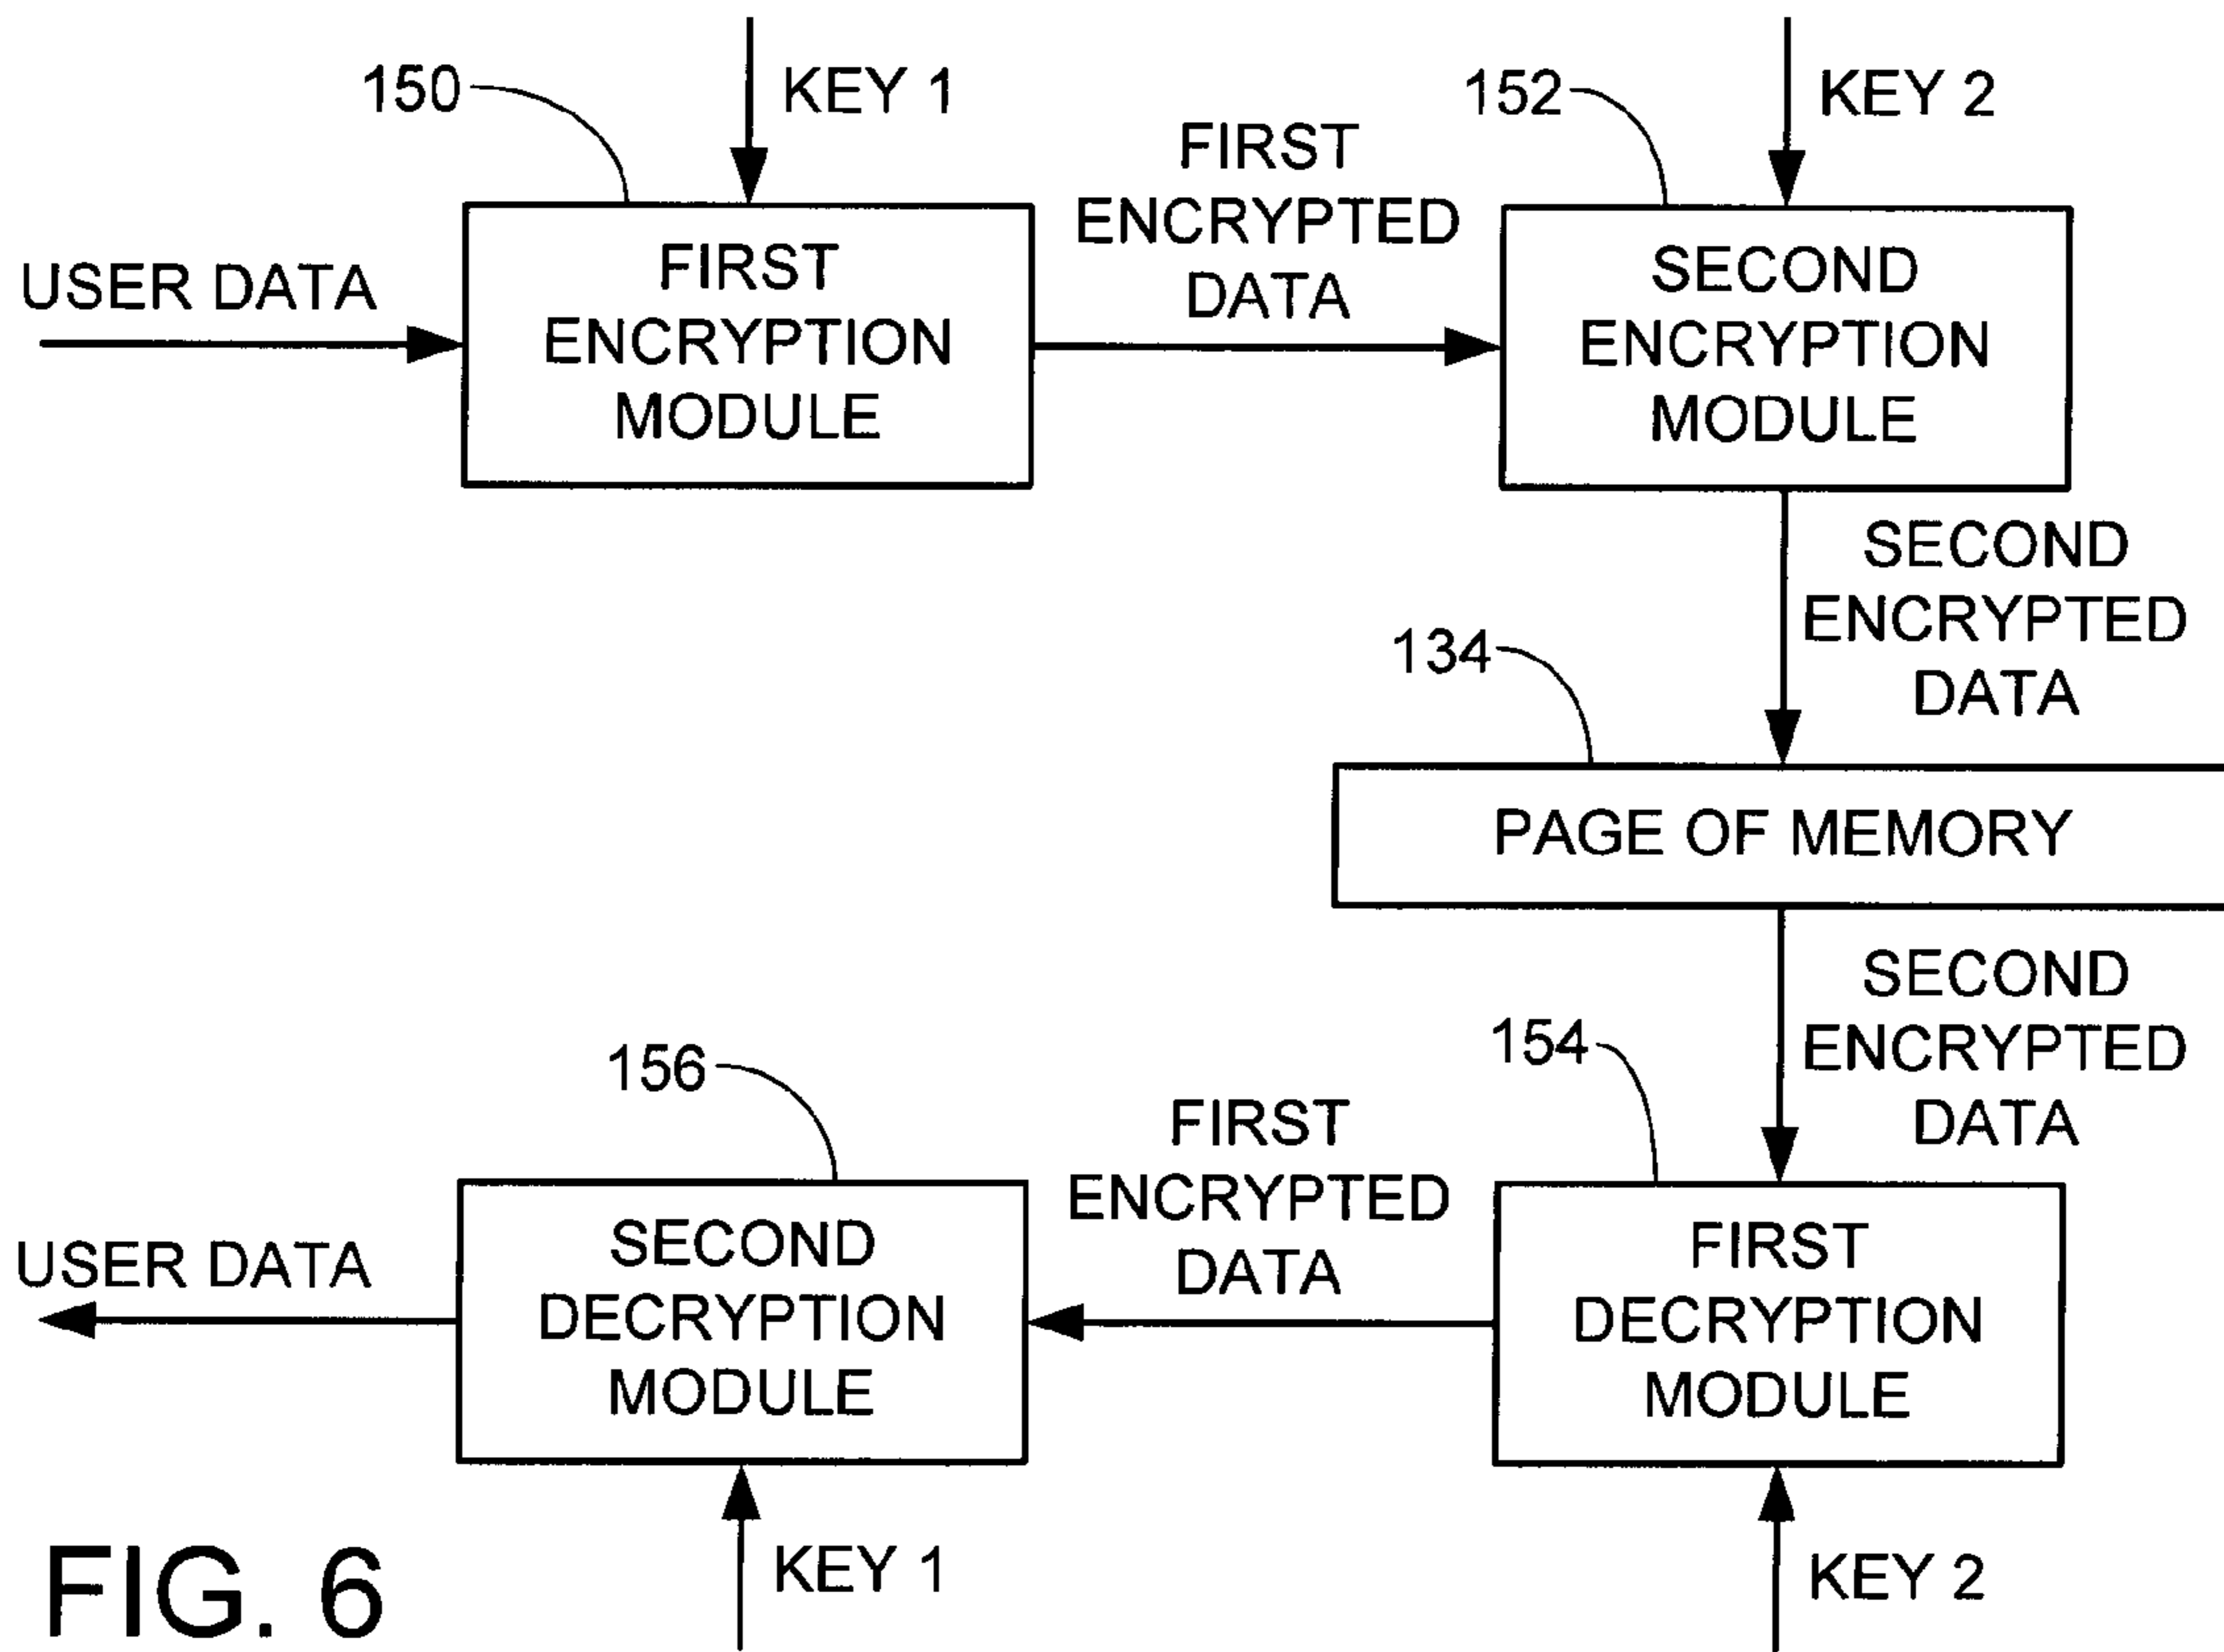 150
KEY 1
152
KEY 2
USER DATA
FIRST
ENCRYPTION
MODULE
FIRST
ENCRYPTED
DATA
SECOND
ENCRYPTION
MODULE
SECOND
ENCRYPTED
DATA
134
PAGE OF MEMORY
SECOND
ENCRYPTED
DATA
154
FIRST
DECRYPTION
MODULE
KEY 2
FIRST
ENCRYPTED
DATA
156
SECOND
DECRYPTION
MODULE
KEY 1
USER DATA
FIG. 6